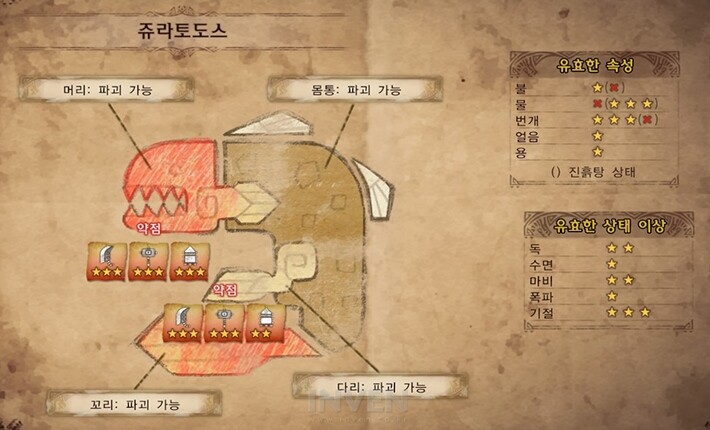 쥬라토도스
머리: 파괴 가능
몸통: 파괴 가능
유효한 속성
불 ★(✖)
물 ✖(★ ★ ★)
번개 ★ ★ ★(✖)
얼음 ★
용 ★
() 진흙탕 상태
약점
★★★ ★★★ ★★★
유효한 상태 이상
독 ★ ★
수면 ★
마비 ★ ★
폭파 ★
기절 ★ ★ ★
약점
★★★ ★★★ ★★
다리: 파괴 가능
꼬리: 파괴 가능
INVEN